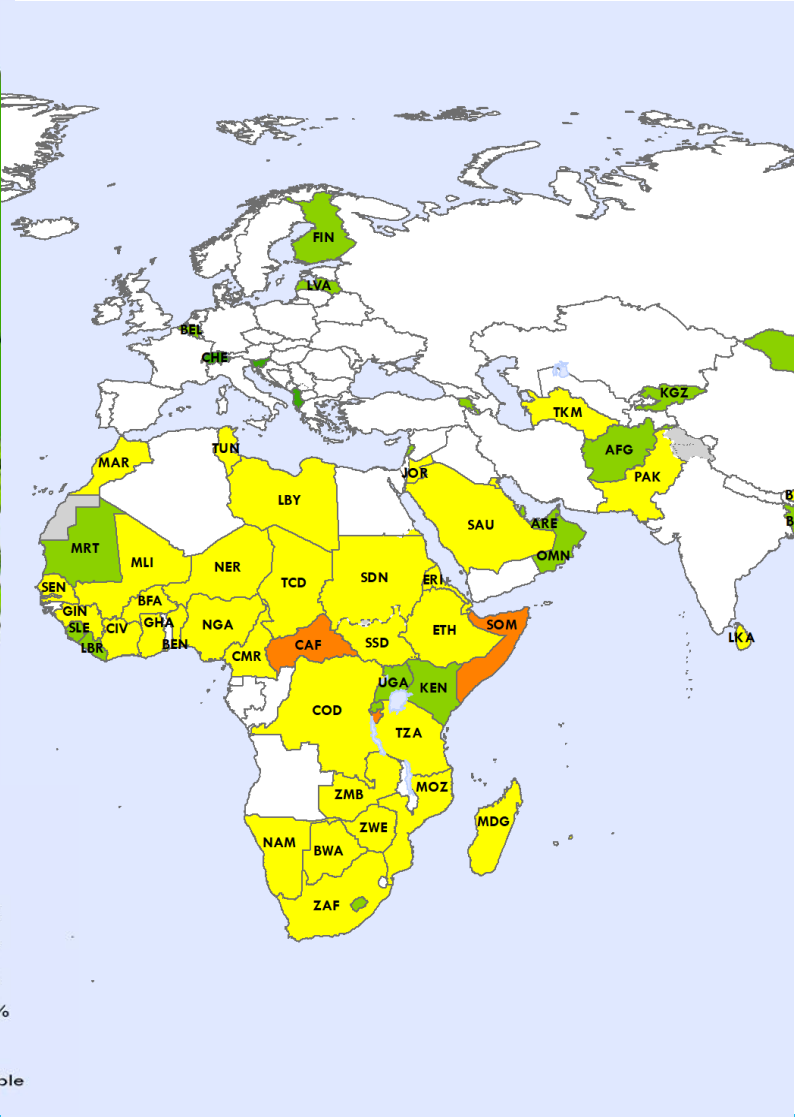 FIN
LVA
BEL
CHE
KGZ
TKM
AFG
TUN
MAR
JOR
PAK
LBY
B
SAU
ARE
B
MRT
OMN
MLI
NER
TCD
SDN
ERI
SEN
BFA
GIN
GHA
NGA
SOM
SLE
CIV
ETH
LKA
BEN
SSD
CAF
LBR
CMR
UGA
KEN
COD
TZA
MOZ
ZMB
MDG
ZWE
NAM
BWA
ZAF
%
ble